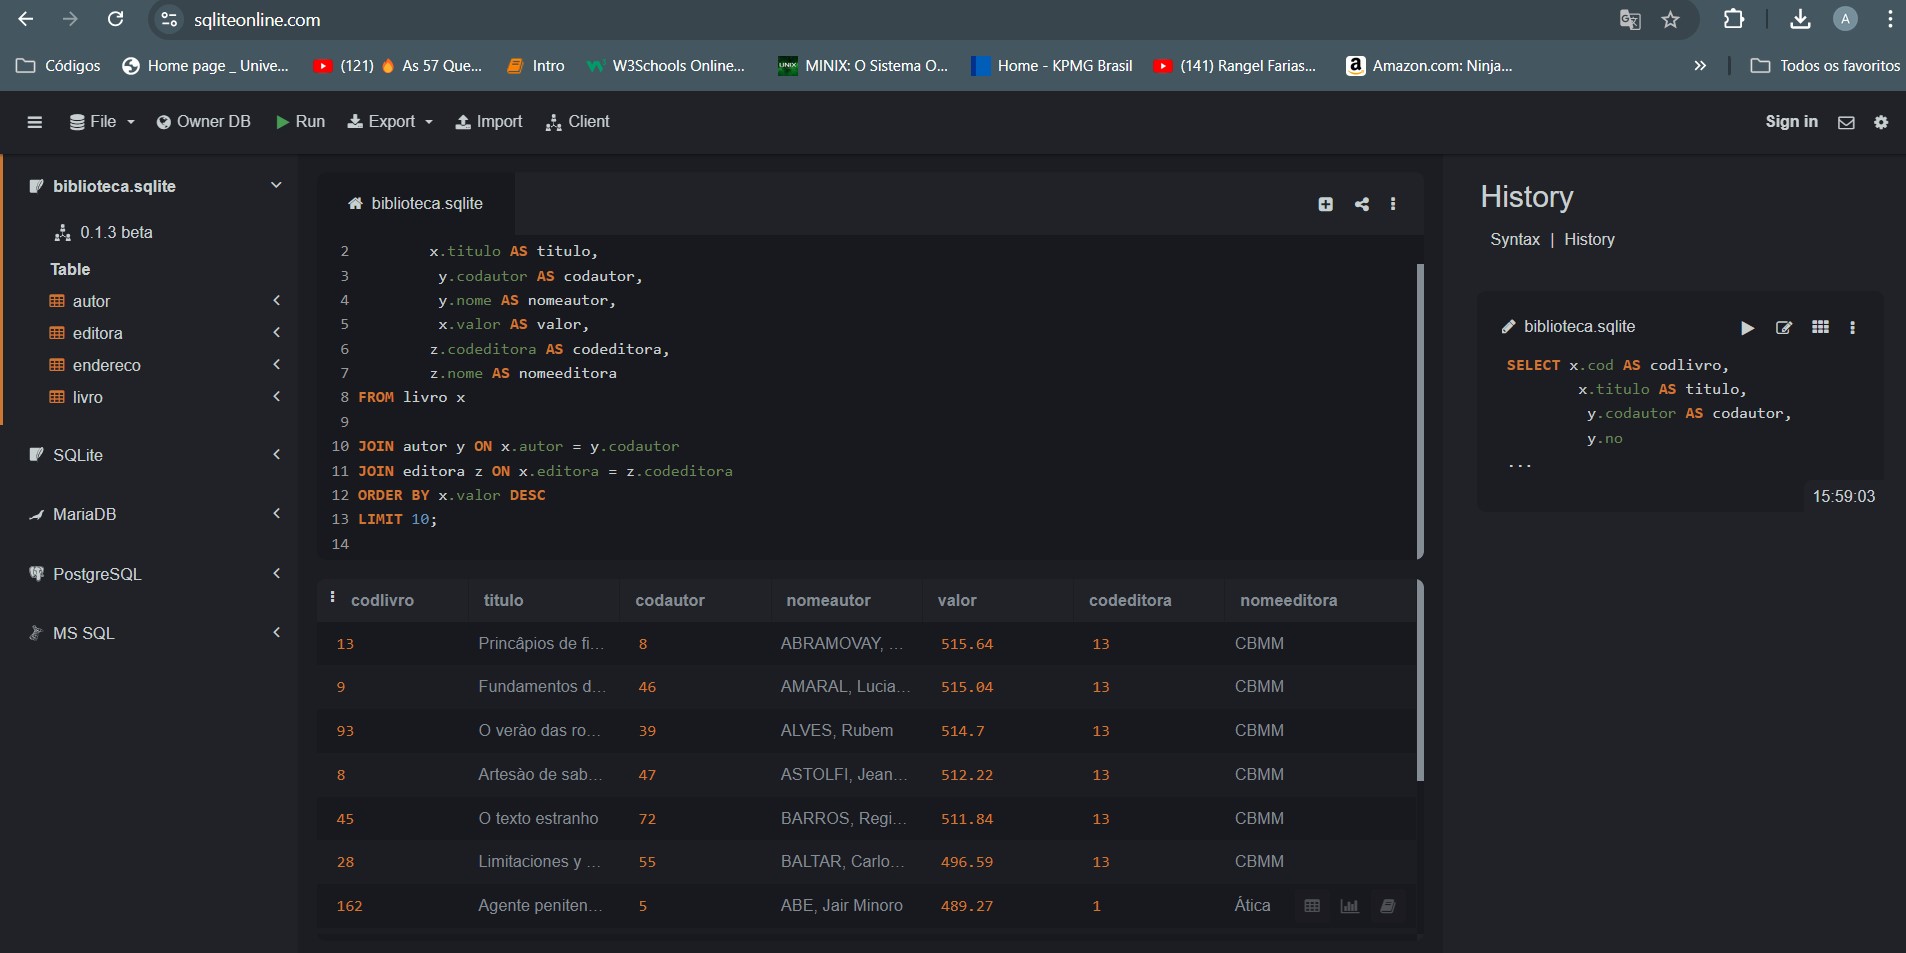 sqliteonline.com
A
Códigos
Home page _ Unive...
(121) 🔥 As 57 Que...
Intro
W3Schools Online...
MINIX: O Sistema O...
Home - KPMG Brasil
(141) Rangel Farias...
Amazon.com: Ninja...
»
Todos os favoritos
File
Owner DB
Run
Export
Import
Client
Sign in
biblioteca.sqlite
0.1.3 beta
Table
autor
editora
endereco
livro
SQLite
MariaDB
PostgreSQL
MS SQL
biblioteca.sqlite
2 x.titulo AS titulo,
3 y.codautor AS codautor,
4 y.nome AS nomeautor,
5 x.valor AS valor,
6 z.codeditora AS codeditora,
7 z.nome AS nomeeditora
8 FROM livro x
9
10 JOIN autor y ON x.autor = y.codautor
11 JOIN editora z ON x.editora = z.codeditora
12 ORDER BY x.valor DESC
13 LIMIT 10;
14
codlivro titulo codautor nomeautor valor codeditora nomeeditora
13 Princâpios de fi... 8 ABRAMOVAY, ... 515.64 13 CBMM
9 Fundamentos d... 46 AMARAL, Lucia... 515.04 13 CBMM
93 O verào das ro... 39 ALVES, Rubem 514.7 13 CBMM
8 Artesào de sab... 47 ASTOLFI, Jean... 512.22 13 CBMM
45 O texto estranho 72 BARROS, Regi... 511.84 13 CBMM
28 Limitaciones y ... 55 BALTAR, Carlo... 496.59 13 CBMM
162 Agente peniten... 5 ABE, Jair Minoro 489.27 1 Ática
History
Syntax | History
biblioteca.sqlite
SELECT x.cod AS codlivro,
x.titulo AS titulo,
y.codautor AS codautor,
y.no
...
15:59:03